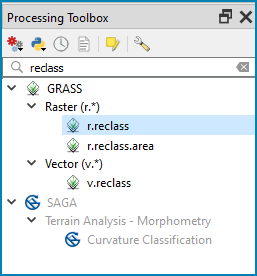 Processing Toolbox
reclass
GRASS
Raster (r.*)
r.reclass
r.reclass.area
Vector (v.*)
v.reclass
SAGA
Terrain Analysis - Morphometry
Curvature Classification